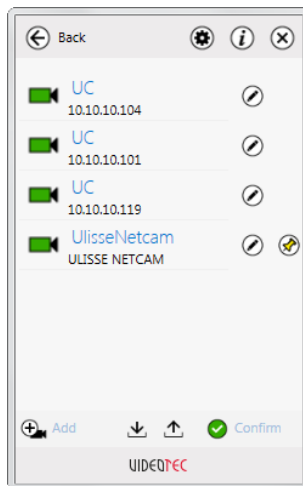 Back
UC
10.10.10.104
UC
10.10.10.101
UC
10.10.10.119
UlisseNetcam
ULISSE NETCAM
Add
Confirm
VIDEOTEC